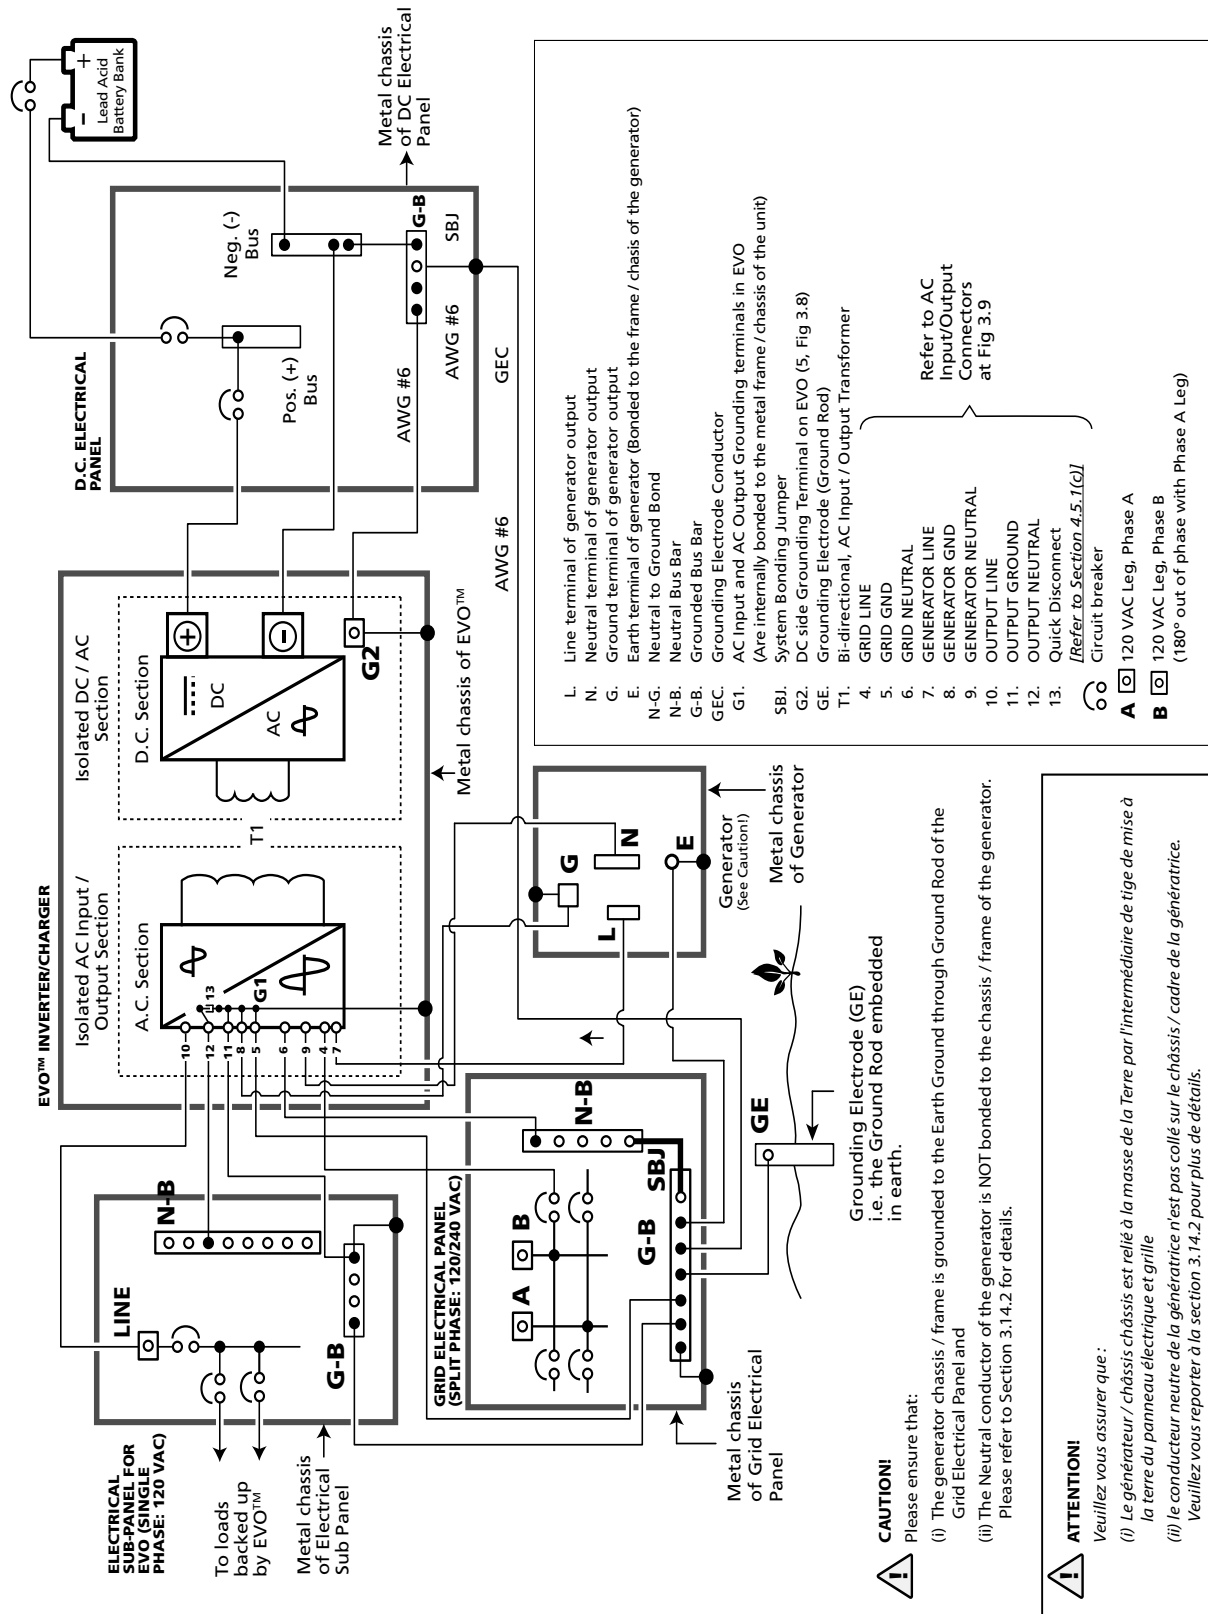 ELECTRICAL
SUB-PANEL FOR
EVO (SINGLE
PHASE: 120 VAC)
To loads
backed up
by EVO™
Metal chassis
of Electrical
Sub Panel
LINE
N-B
G-B
EVO™ INVERTER/CHARGER
Isolated AC Input /
Output Section
A.C. Section
10
12
11
8
5
6
9
4
7
13
G1
T1
Isolated DC / AC
Section
D.C. Section
DC
AC
+
−
G2
Metal chassis of EVO™
D.C. ELECTRICAL
PANEL
Pos. (+)
Bus
Neg. (-)
Bus
G-B
SBJ
AWG #6
AWG #6
AWG #6
GEC
Metal chassis
of DC Electrical
Panel
− +
Lead Acid
Battery Bank
GRID ELECTRICAL PANEL
(SPLIT PHASE: 120/240 VAC)
A
B
N-B
SBJ
G-B
Metal chassis
of Grid Electrical
Panel
G
N
L
E
Generator
(See Caution!)
Metal chassis
of Generator
GE
Grounding Electrode (GE)
i.e. the Ground Rod embedded
in earth.
L. Line terminal of generator output
N. Neutral terminal of generator output
G. Ground terminal of generator output
E. Earth terminal of generator (Bonded to the frame / chasis of the generator)
N-G. Neutral to Ground Bond
N-B. Neutral Bus Bar
G-B. Grounded Bus Bar
GEC. Grounding Electrode Conductor
G1. AC Input and AC Output Grounding terminals in EVO
(Are internally bonded to the metal frame / chassis of the unit)
SBJ. System Bonding Jumper
G2. DC side Grounding Terminal on EVO (5, Fig 3.8)
GE. Grounding Electrode (Ground Rod)
T1. Bi-directional, AC Input / Output Transformer
4. GRID LINE
5. GRID GND
6. GRID NEUTRAL
7. GENERATOR LINE
8. GENERATOR GND
9. GENERATOR NEUTRAL
10. OUTPUT LINE
11. OUTPUT GROUND
12. OUTPUT NEUTRAL
13. Quick Disconnect
[Refer to Section 4.5.1(c)]
Refer to AC
Input/Output
Connectors
at Fig 3.9
Circuit breaker
A 120 VAC Leg, Phase A
B 120 VAC Leg, Phase B
(180° out of phase with Phase A Leg)
CAUTION!
Please ensure that:
(i) The generator chassis / frame is grounded to the Earth Ground through Ground Rod of the
Grid Electrical Panel and
(ii) The Neutral conductor of the generator is NOT bonded to the chassis / frame of the generator.
Please refer to Section 3.14.2 for details.
ATTENTION!
Veuillez vous assurer que :
(i) Le générateur / châssis châssis est relié à la masse de la Terre par l'intermédiaire de tige de mise à
la terre du panneau électrique et grille
(ii) le conducteur neutre de la génératrice n'est pas collé sur le châssis / cadre de la génératrice.
Veuillez vous reporter à la section 3.14.2 pour plus de détails.